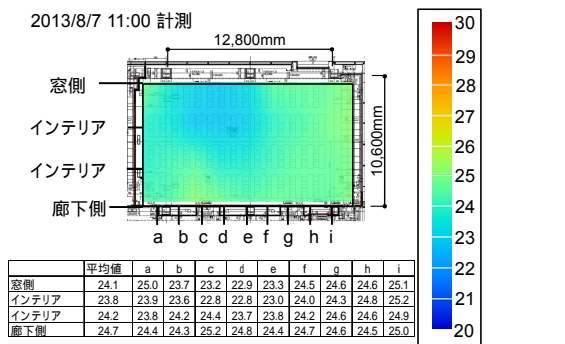 2013/8/7 11:00 計測
12,800mm
10,600mm
窓側
インテリア
インテリア
廊下側
a b c d e f g h i
30
29
28
27
26
25
24
23
22
21
20
平均値 a b c d e f g h i
窓側 24.1 25.0 23.7 23.2 22.9 23.3 24.5 24.6 24.6 25.1
インテリア 23.8 23.9 23.6 22.8 22.8 23.0 24.0 24.3 24.8 25.2
インテリア 24.2 23.8 24.2 24.4 23.7 23.8 24.2 24.6 24.6 24.9
廊下側 24.7 24.4 24.3 25.2 24.8 24.4 24.7 24.6 24.5 25.0